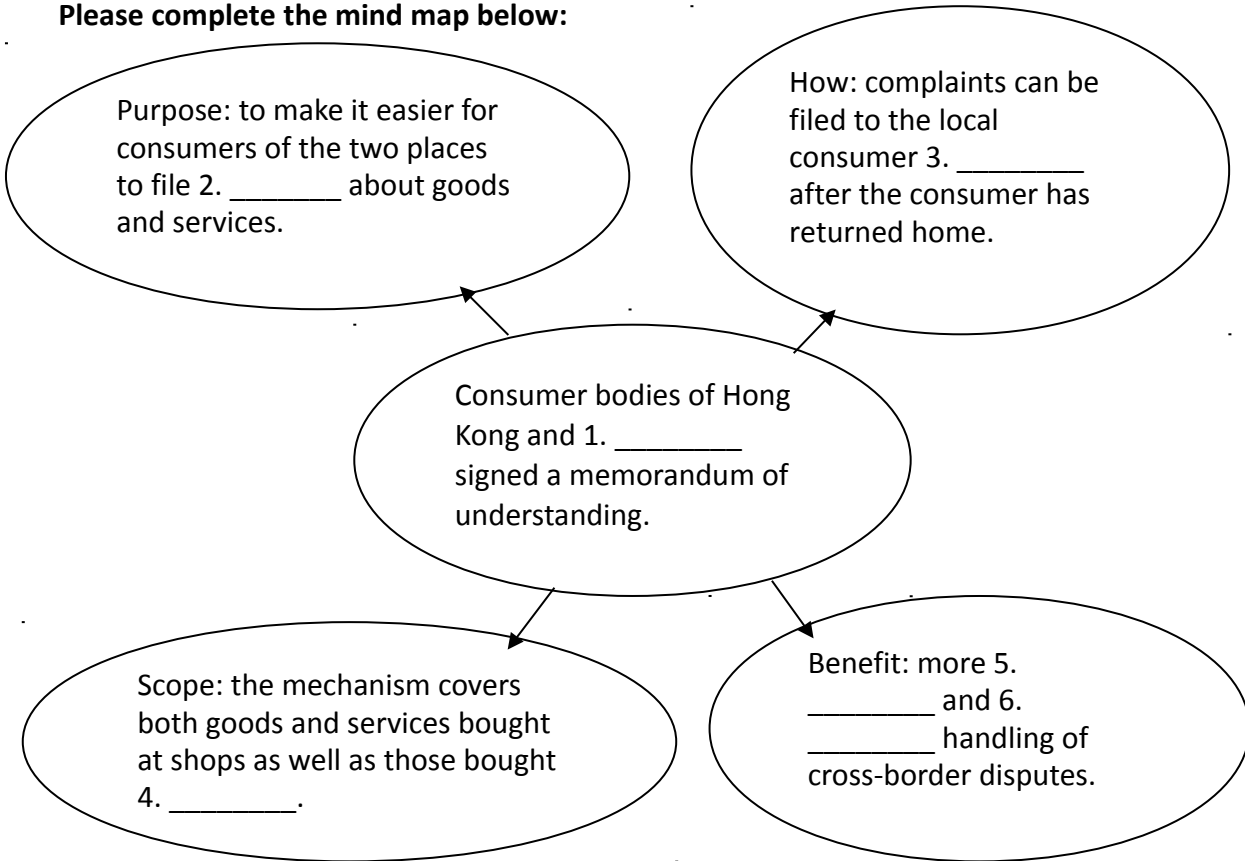 Please complete the mind map below:
Purpose: to make it easier for
consumers of the two places
to file 2. _______ about goods
and services.
How: complaints can be
filed to the local
consumer 3. ________
after the consumer has
returned home.
Consumer bodies of Hong
Kong and 1. ________
signed a memorandum of
understanding.
Scope: the mechanism covers
both goods and services bought
at shops as well as those bought
4. ________.
Benefit: more 5.
________ and 6.
________ handling of
cross-border disputes.